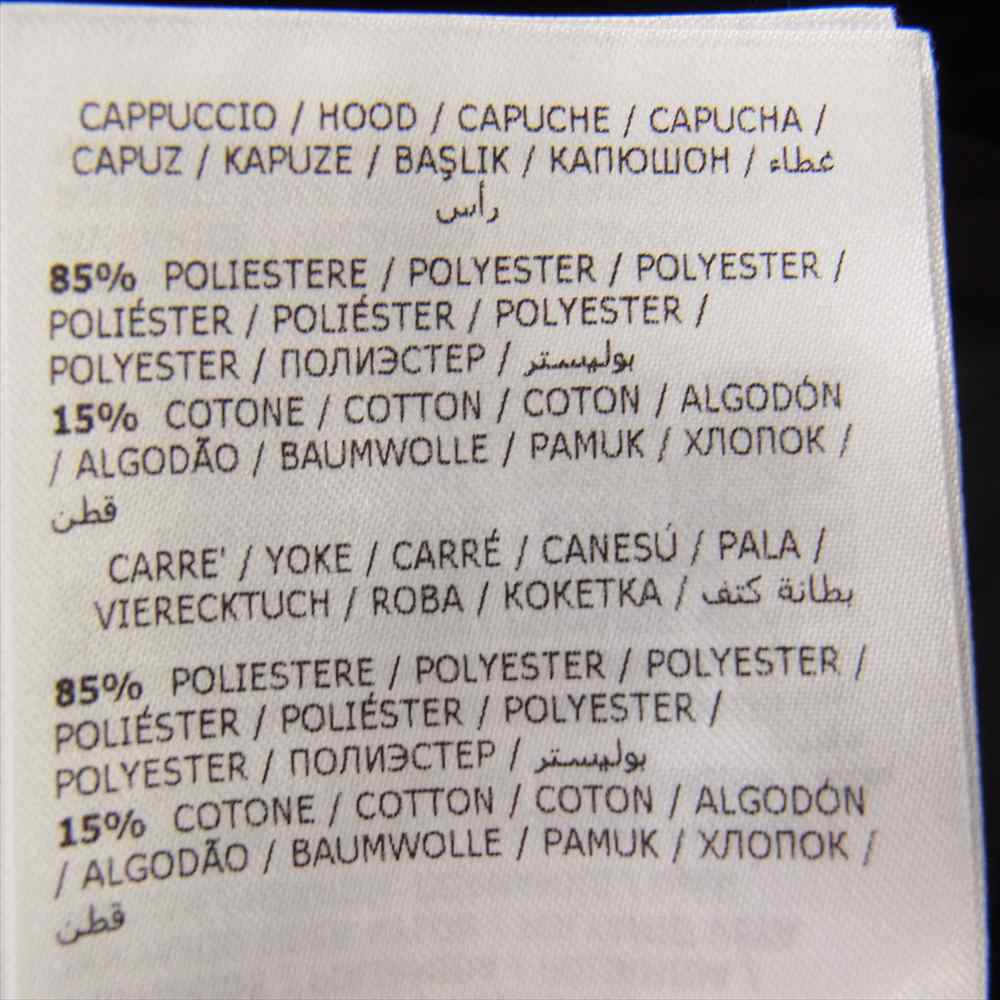 CAPPUCCIO / HOOD / CAPUCHE / CAPUCHA /
CAPUZ / KAPUZE / BAŞLIK / КАПЮШОН / غطاء
رأس
85% POLIESTERE / POLYESTER / POLYESTER /
POLIÉSTER / POLIÉSTER / POLYESTER /
POLYESTER / ПОЛИЭСТЕР / بوليستر
15% COTONE / COTTON / COTON / ALGODÓN
/ ALGODÃO / BAUMWOLLE / PAMUK / ХЛОПОК /
قطن
CARRE' / YOKE / CARRÉ / CANESÚ / PALA /
VIERECKTUCH / ROBA / КОКЕТКА / بطانة كتف
85% POLIESTERE / POLYESTER / POLYESTER /
POLIÉSTER / POLIÉSTER / POLYESTER /
POLYESTER / ПОЛИЭСТЕР / بوليستر
15% COTONE / COTTON / COTON / ALGODÓN
/ ALGODÃO / BAUMWOLLE / PAMUK / ХЛОПОК /
قطن